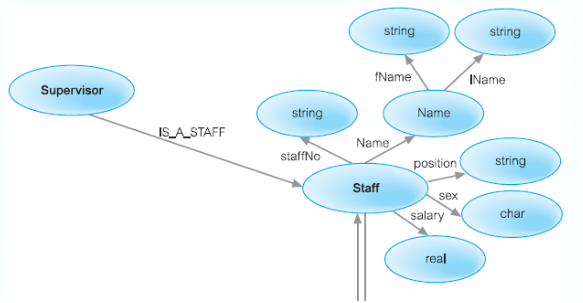 string
string
fName
lName
Supervisor
string
Name
IS_A_STAFF
Name
staffNo
position
string
Staff
sex
char
salary
real